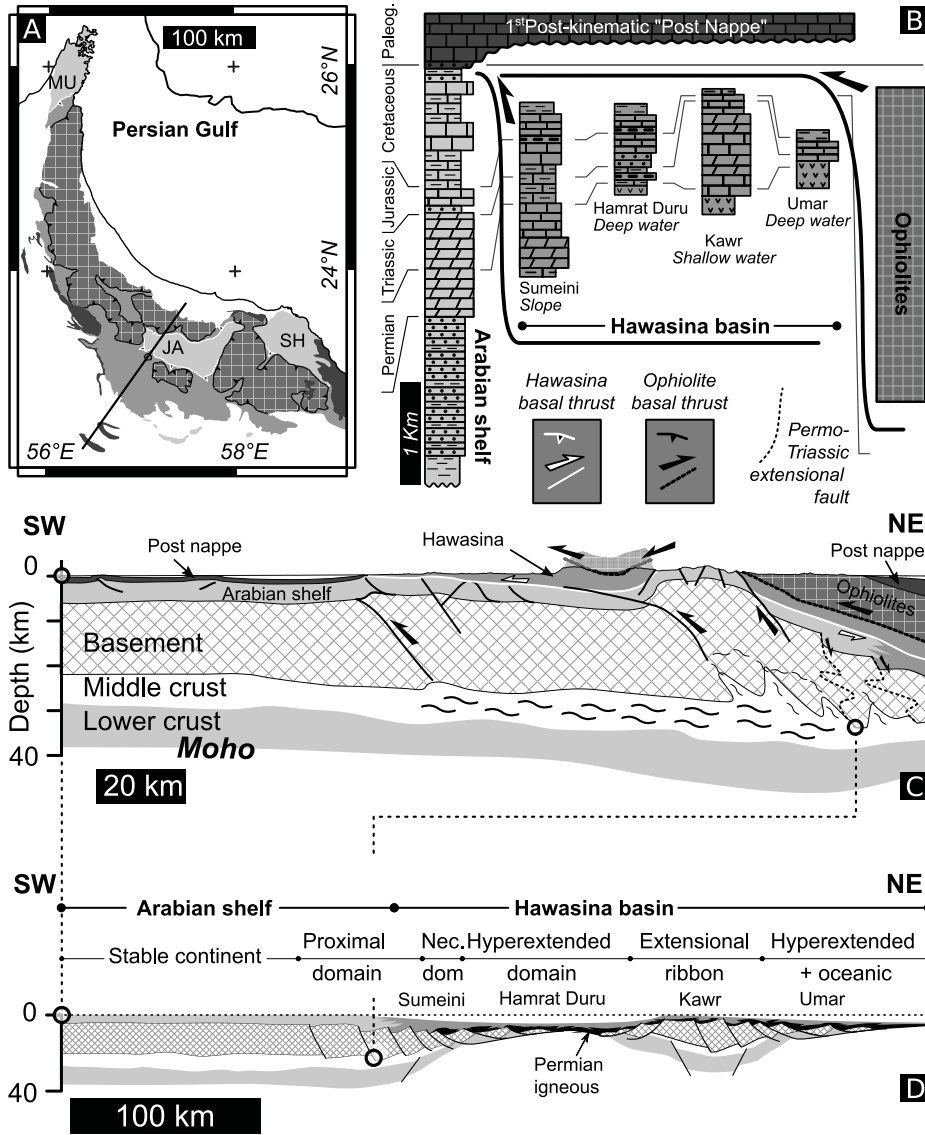 A
100 km
MU
26°N
Persian Gulf
24°N
JA
SH
56°E
58°E
B
1st Post-kinematic "Post Nappe"
Paleog.
Cretaceous
Jurassic
Triassic
Permian
1 Km
Arabian shelf
Sumeini
Slope
Hamrat Duru
Deep water
Kawr
Shallow water
Umar
Deep water
Ophiolites
Hawasina basin
Hawasina
basal thrust
Ophiolite
basal thrust
Permo-
Triassic
extensional
fault
SW
NE
Post nappe
Hawasina
Post nappe
0
Arabian shelf
Ophiolites
Basement
Middle crust
Lower crust
Moho
Depth (km)
40
20 km
C
SW
NE
Arabian shelf
Hawasina basin
Stable continent
Proximal
domain
Nec.
dom
Hyperextended
domain
Extensional
ribbon
Hyperextended
+ oceanic
Sumeini
Hamrat Duru
Kawr
Umar
0
Permian
igneous
40
100 km
D